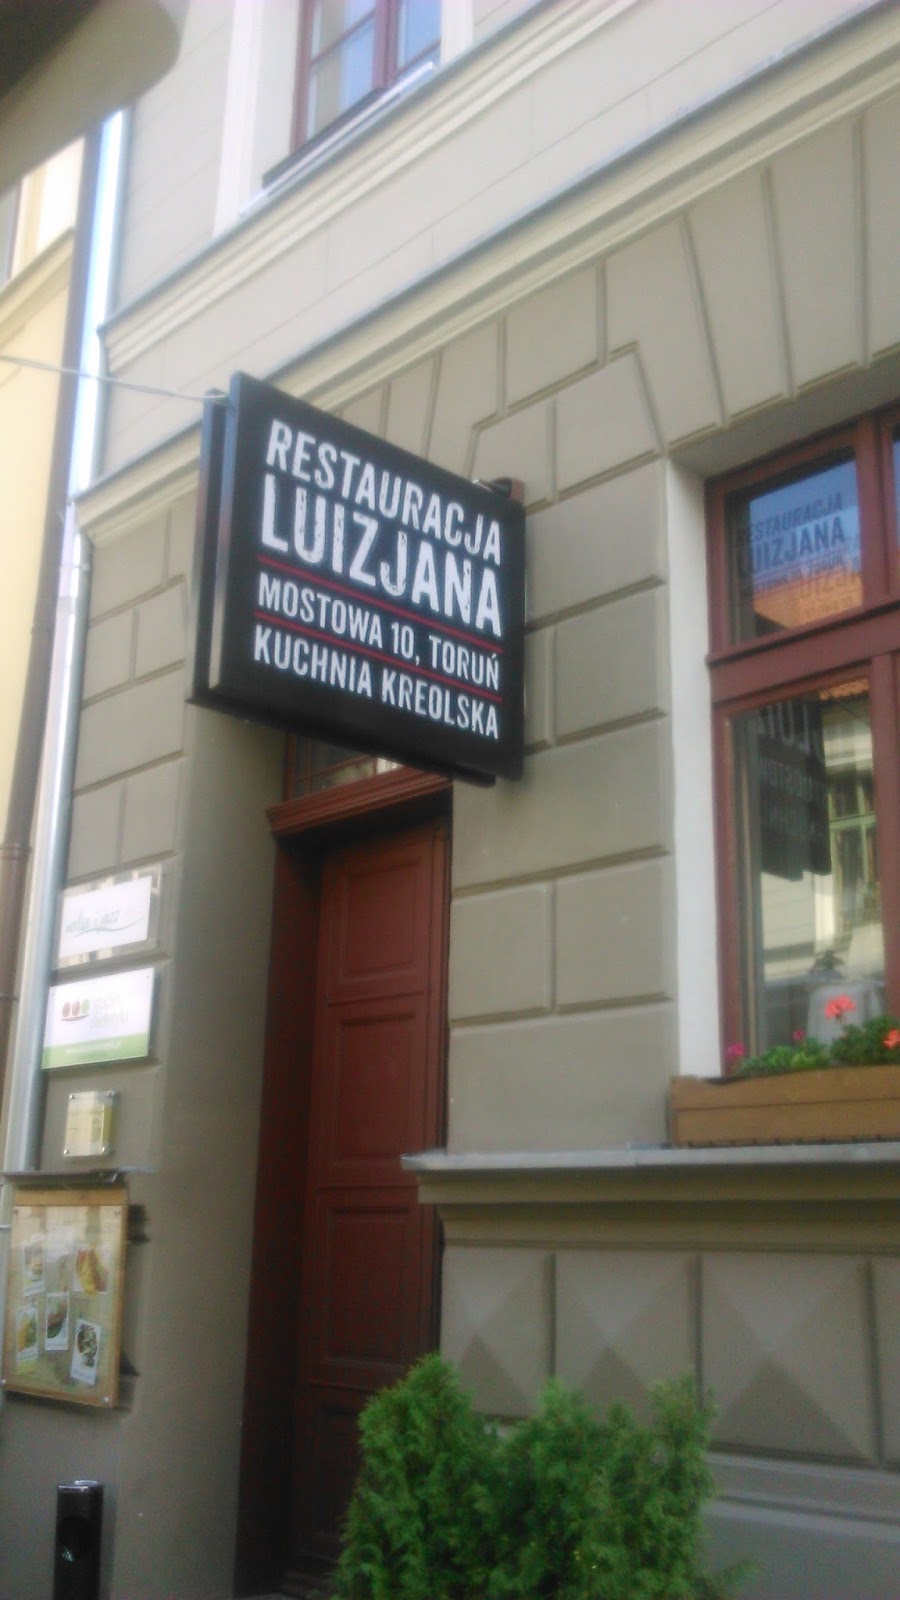 RESTAURACJA
LUIZJANA
MOSTOWA 10, TORUŃ
KUCHNIA KREOLSKA
RESTAURACJA
LUIZJANA